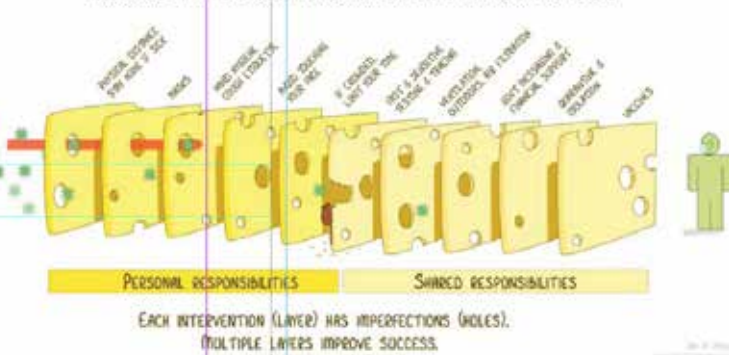 PHYSICAL DISTANCE
STAY HOME IF SICK
MASKS
HAND HYGIENE
COUGH ETIQUETTE
AVOID TOUCHING
YOUR FACE
IF CROWDED,
LIMIT YOUR TIME
FAST & SENSITIVE
TESTING & TRACING
VENTILATION,
OUTDOORS, AIR FILTRATION
GOVT MESSAGING &
FINANCIAL SUPPORT
QUARANTINE &
ISOLATION
VACCINES
PERSONAL RESPONSIBILITIES
SHARED RESPONSIBILITIES
EACH INTERVENTION (LAYER) HAS IMPERFECTIONS (HOLES).
MULTIPLE LAYERS IMPROVE SUCCESS.